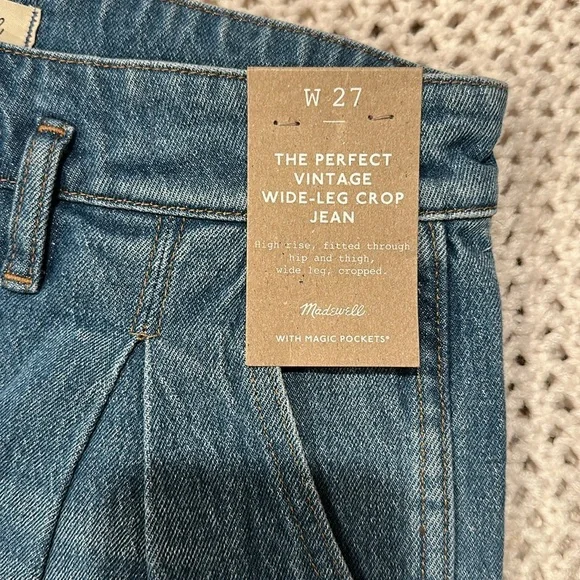 W 27
THE PERFECT
VINTAGE
WIDE-LEG CROP
JEAN
High rise, fitted through
hip and thigh,
wide leg, cropped.
Madewell
WITH MAGIC POCKETS®